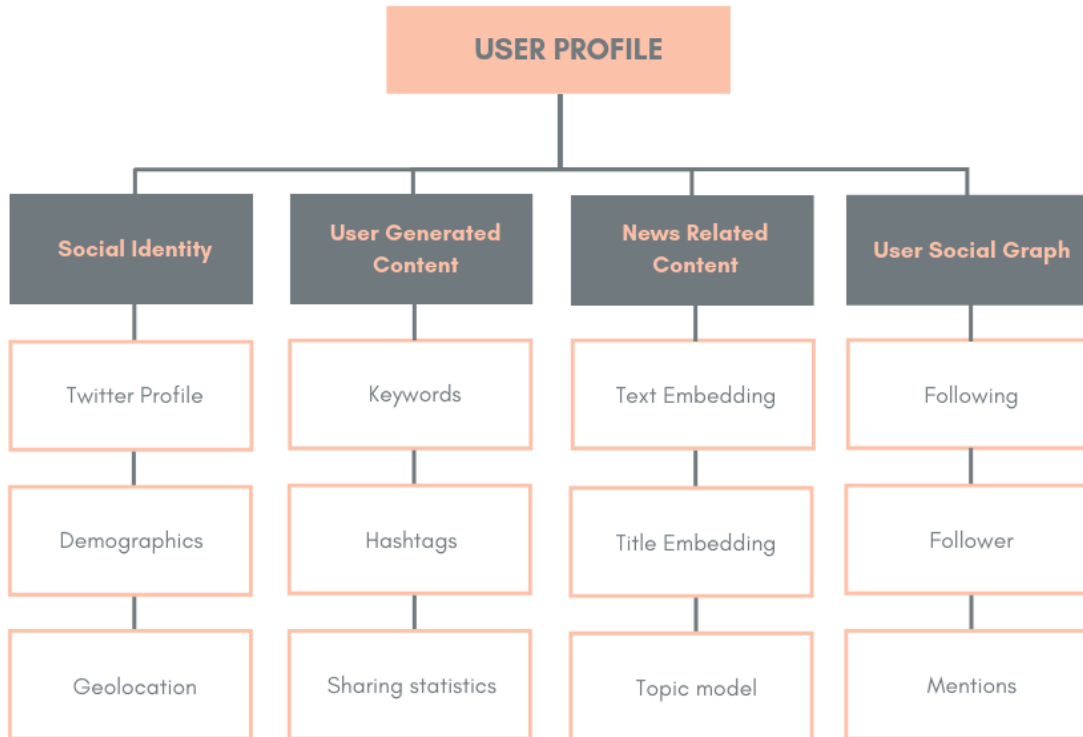 USER PROFILE
Social Identity
User Generated
Content
News Related
Content
User Social Graph
Twitter Profile
Keywords
Text Embedding
Following
Demographics
Hashtags
Title Embedding
Follower
Geolocation
Sharing statistics
Topic model
Mentions